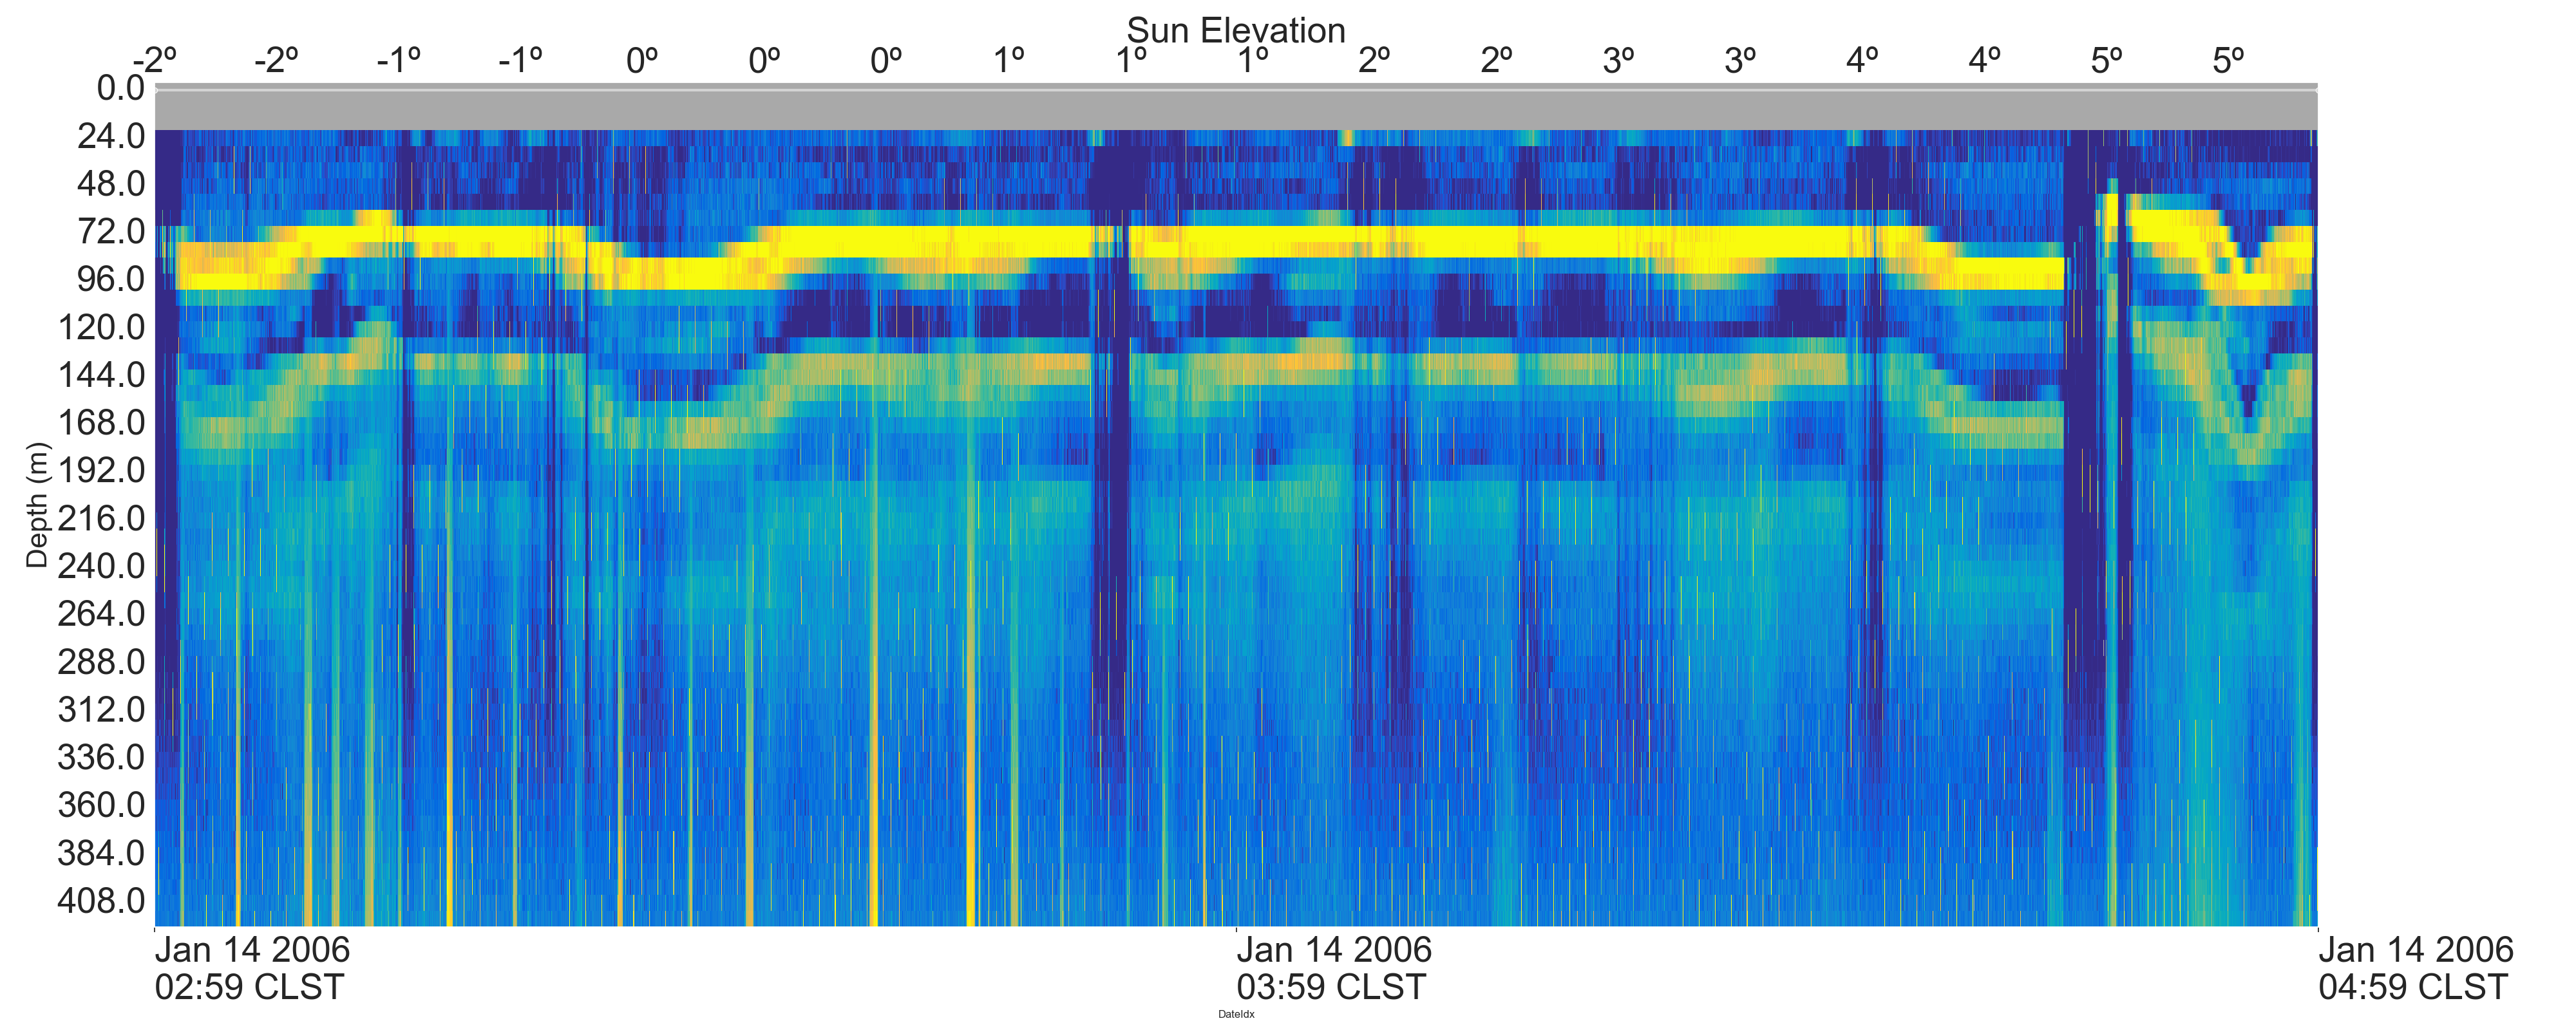 Sun Elevation
-2º -2º -1º -1º 0º 0º 0º 1º 1º 1º 2º 2º 3º 3º 4º 4º 5º 5º
0.0
24.0
48.0
72.0
96.0
120.0
144.0
168.0
192.0
216.0
240.0
264.0
288.0
312.0
336.0
360.0
384.0
408.0
Depth (m)
Jan 14 2006
02:59 CLST
Jan 14 2006
03:59 CLST
Jan 14 2006
04:59 CLST
DateIdx